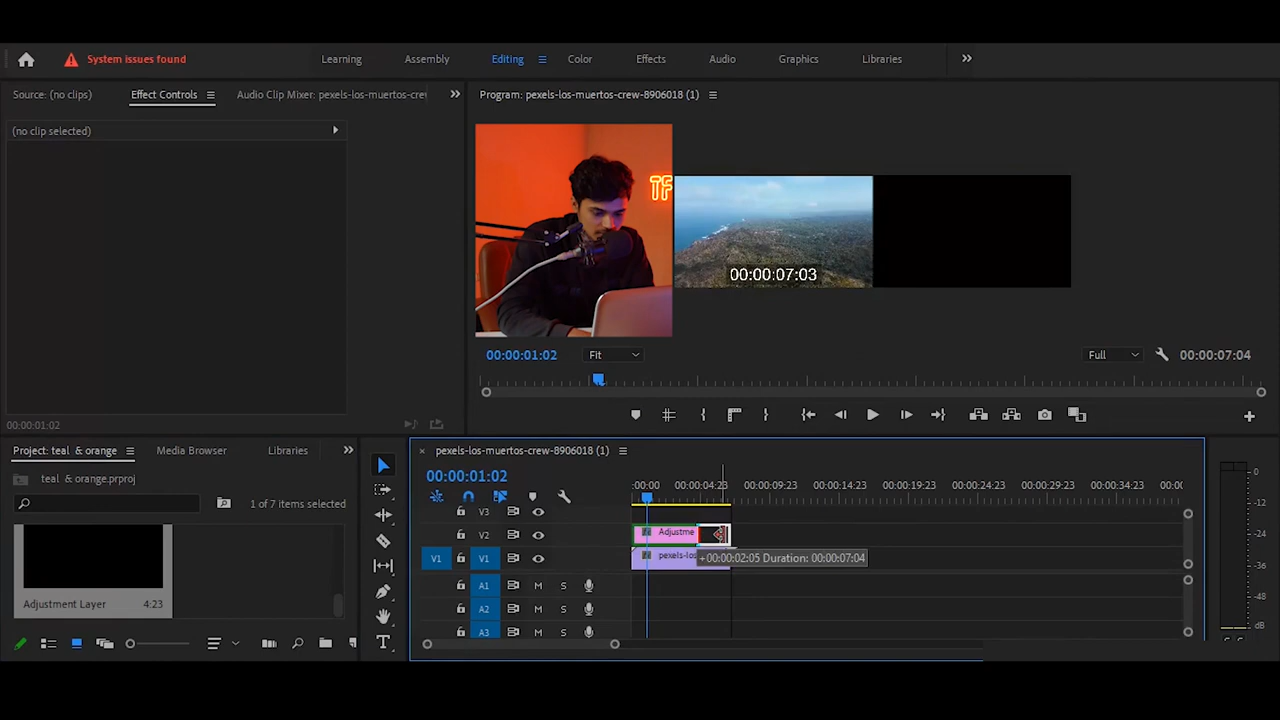 System issues found
Learning
Assembly
Editing
Color
Effects
Audio
Graphics
Libraries
Source: (no clips)
Effect Controls
Audio Clip Mixer: pexels-los-muertos-cre
Program: pexels-los-muertos-crew-8906018 (1)
(no clip selected)
TF
00:00:07:03
00:00:01:02
Fit
Full
00:00:07:04
00:00:01:02
Project: teal & orange
Media Browser
Libraries
pexels-los-muertos-crew-8906018 (1)
teal & orange.prproj
00:00:01:02
1 of 7 items selected
:00:00
00:00:04:23
00:00:09:23
00:00:14:23
00:00:19:23
00:00:24:23
00:00:29:23
00:00:34:23
00:00
V3
V2
Adjustme
V1
V1
pexels-los
+00:00:02:05 Duration: 00:00:07:04
A1
M
S
A2
M
S
A3
M
S
Adjustment Layer
4:23
T
0
-12
-24
-36
-48
dB
S
S